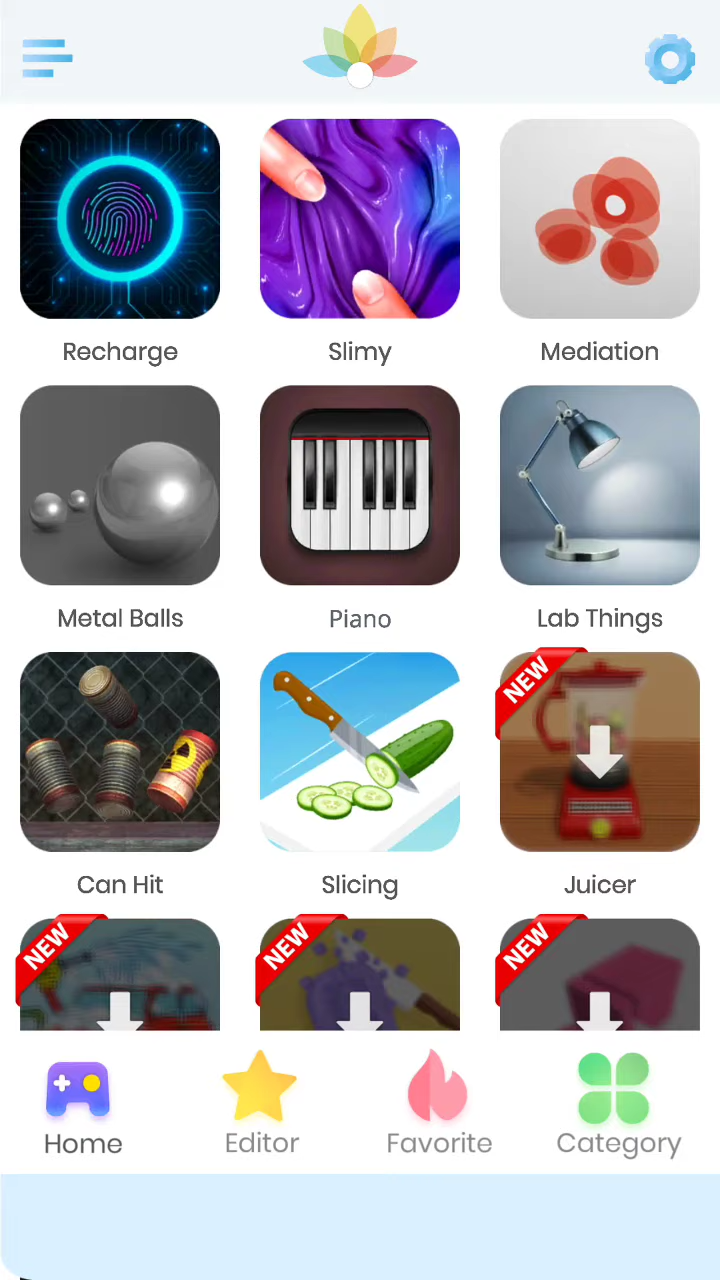 Recharge
Slimy
Mediation
Metal Balls
Piano
Lab Things
NEW
Can Hit
Slicing
Juicer
NEW
NEW
NEW
Home
Editor
Favorite
Category